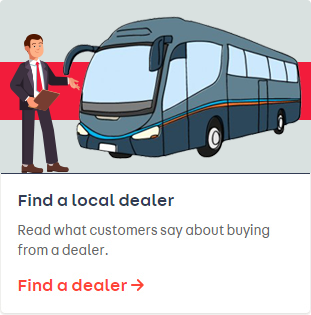 Find a local dealer
Read what customers say about buying
from a dealer.
Find a dealer →